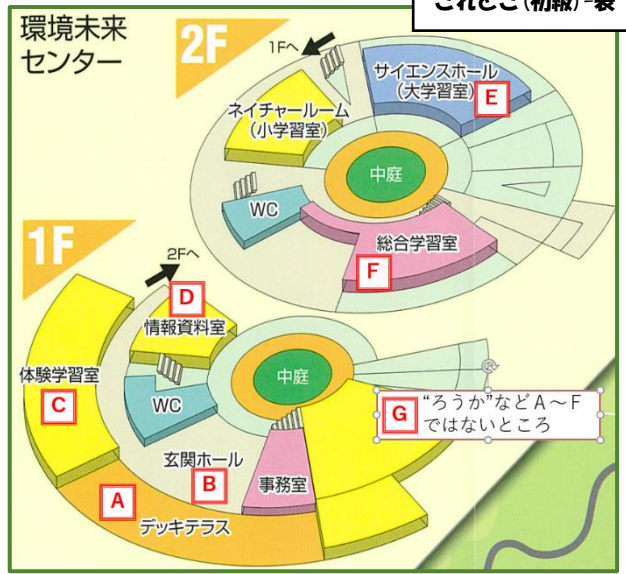 これどこ(初報)-表
環境未来
センター
2F
1Fへ
サイエンスホール
(大学習室)
E
ネイチャールーム
(小学習室)
中庭
WC
総合学習室
F
1F
2Fへ
D
情報資料室
体験学習室
C
中庭
WC
G
“ろうか”などA～F
ではないところ
玄関ホール
B
事務室
A
デッキテラス